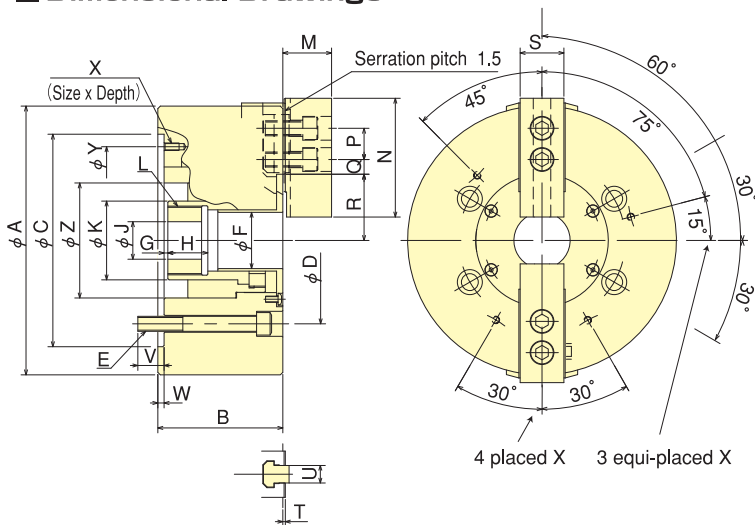 Dimensional Drawings
M
Serration pitch 1.5
S
60°
X
(Size x Depth)
45°
75°
P
N
Q
φY
L
R
30°
15°
φA
φC
φZ
φK
φJ
G
H
φF
φD
30°
E
V
W
B
30°
30°
4 placed X
3 equi-placed X
U
T